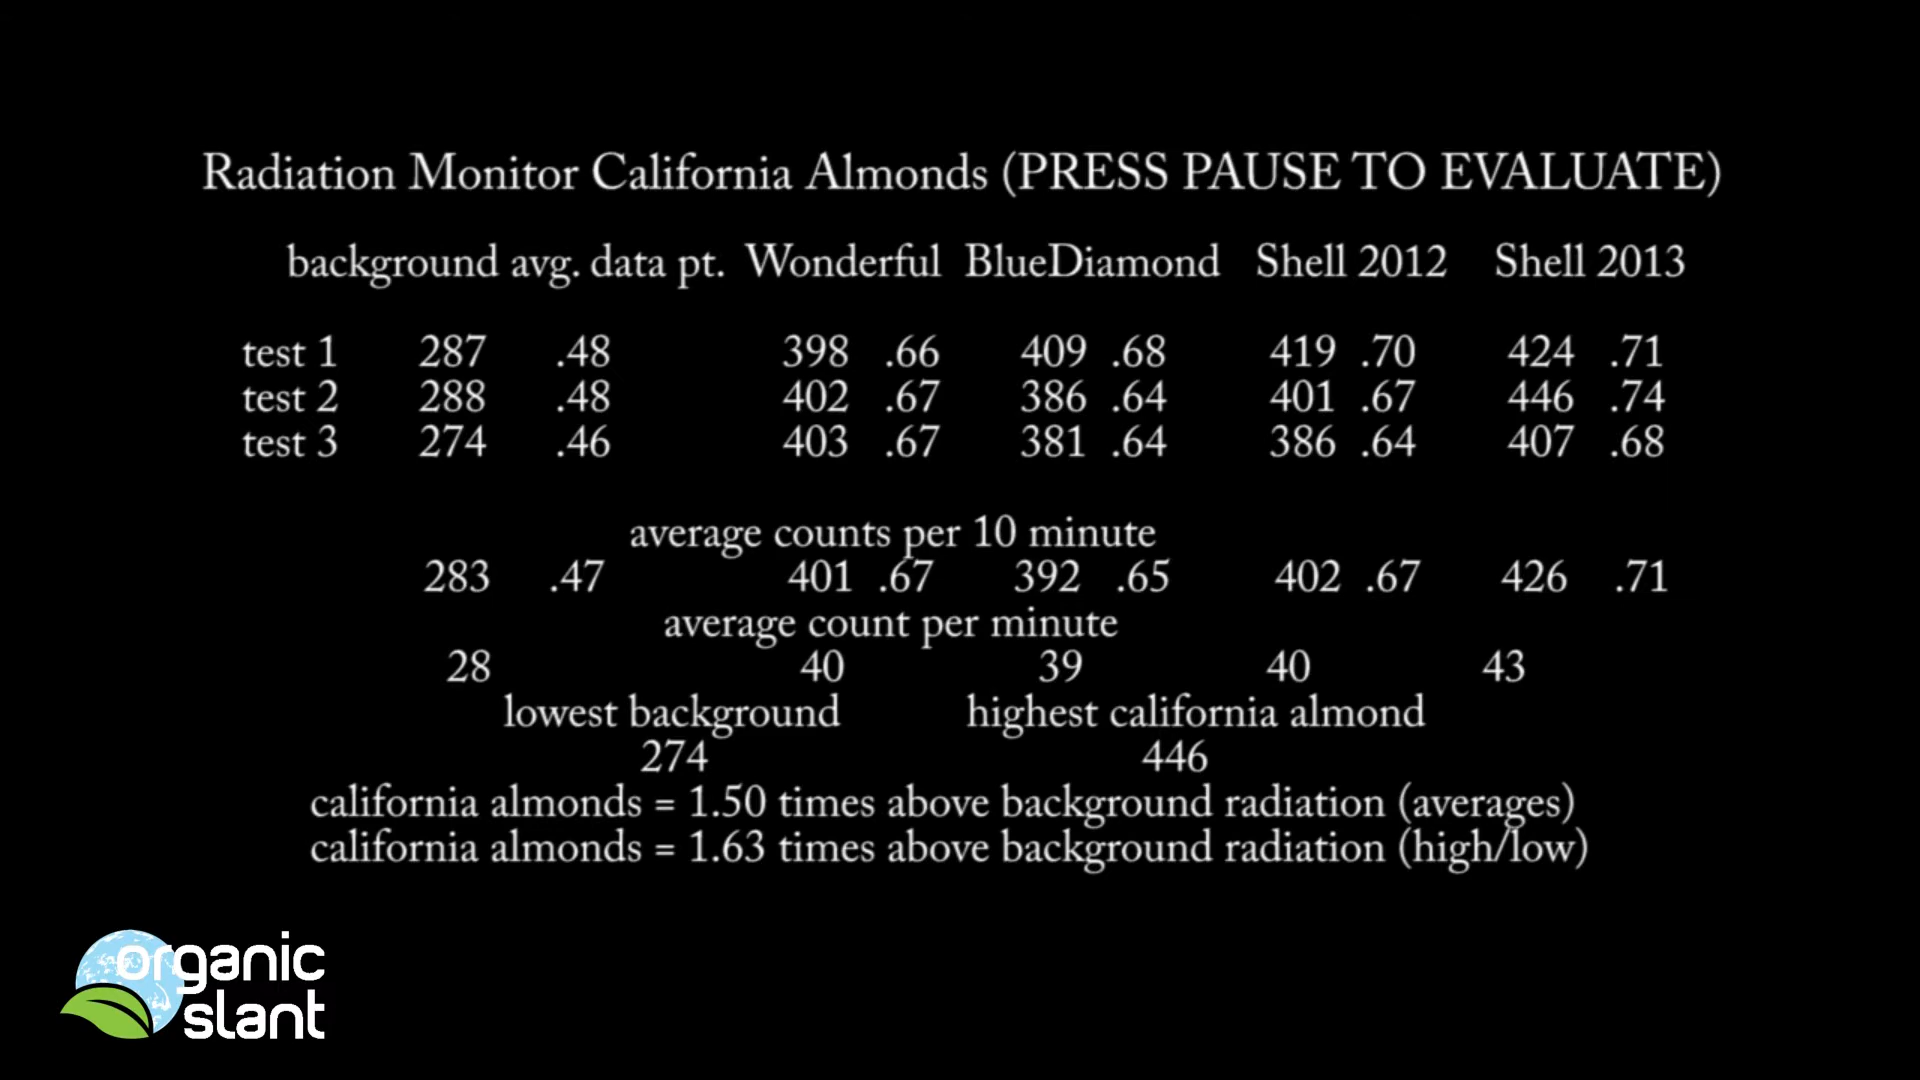 Radiation Monitor California Almonds (PRESS PAUSE TO EVALUATE)
background avg. data pt. Wonderful BlueDiamond Shell 2012 Shell 2013
test 1 287 .48 398 .66 409 .68 419 .70 424 .71
test 2 288 .48 402 .67 386 .64 401 .67 446 .74
test 3 274 .46 403 .67 381 .64 386 .64 407 .68
average counts per 10 minute
283 .47 401 .67 392 .65 402 .67 426 .71
average count per minute
28 40 39 40 43
lowest background highest california almond
274 446
california almonds = 1.50 times above background radiation (averages)
california almonds = 1.63 times above background radiation (high/low)
organic
slant